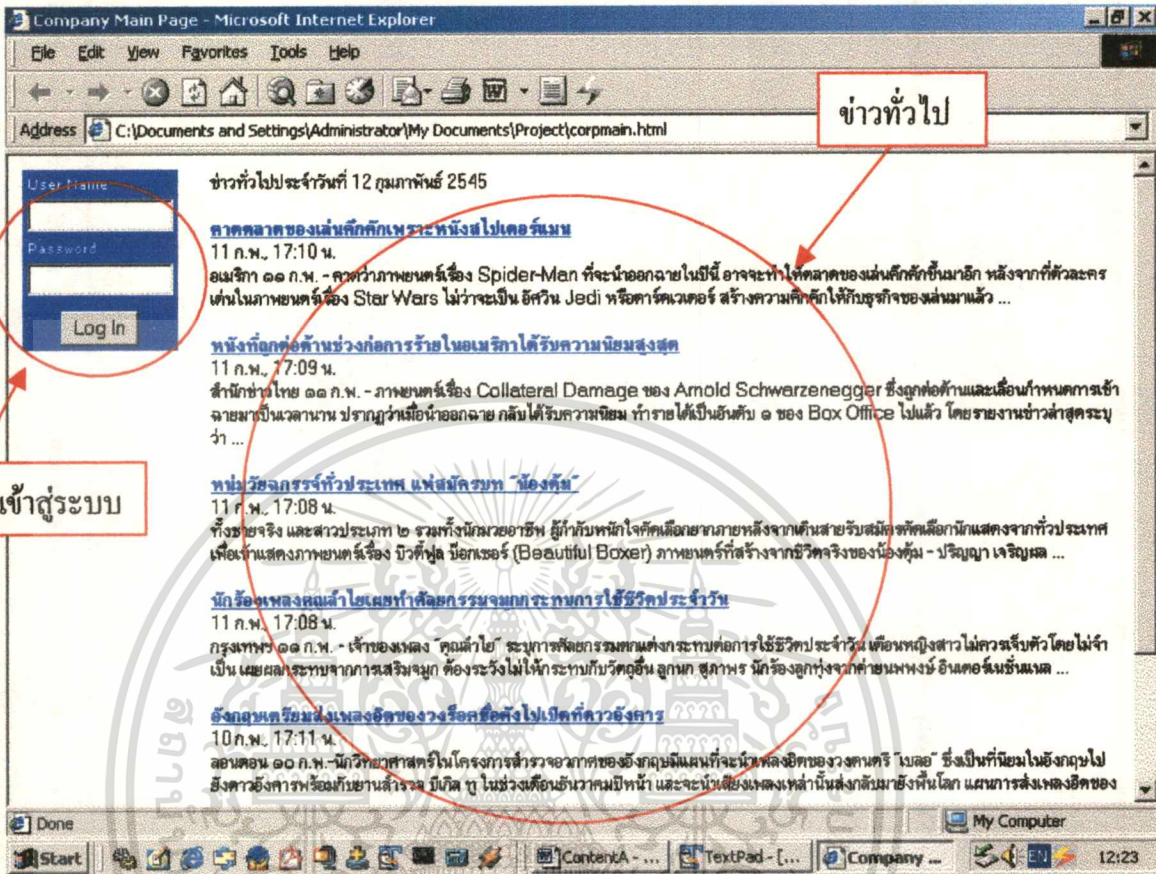 Company Main Page - Microsoft Internet Explorer
File Edit View Favorites Tools Help
Address C:\Documents and Settings\Administrator\My Documents\Project\corpmain.html
ข่าวทั่วไป
User Name
Password
Log In
เข้าสู่ระบบ
ข่าวทั่วไปประจำวันที่ 12 กุมภาพันธ์ 2545
คาดตลาดของเล่นคึกคักเพราะหนังสไปเดอร์แมน
11 ก.พ., 17:10 น.
อเมริกา ๑๑ ก.พ. - คาดว่าภาพยนตร์เรื่อง Spider-Man ที่จะนำออกฉายในปีนี้ อาจจะทำให้ตลาดของเล่นคึกคักขึ้นมาอีก หลังจากที่ตัวละคร
เด่นในภาพยนตร์เรื่อง Star Wars ไม่ว่าจะเป็น อัศวิน Jedi หรือดาร์คเวเดอร์ สร้างความคึกคักให้กับธุรกิจของเล่นมาแล้ว ...
หนังที่ถูกต่อต้านช่วงก่อการร้ายในอเมริกาได้รับความนิยมสูงสุด
11 ก.พ., 17:09 น.
สำนักข่าวไทย ๑๑ ก.พ. - ภาพยนตร์เรื่อง Collateral Damage ของ Arnold Schwarzenegger ซึ่งถูกต่อต้านและเลื่อนกำหนดการเข้า
ฉายมาเป็นเวลานาน ปรากฏว่าเมื่อนำออกฉาย กลับได้รับความนิยม ทำรายได้เป็นอันดับ ๑ ของ Box Office ไปแล้ว โดยรายงานข่าวล่าสุดระบุ
ว่า ...
หนุ่มวัยฉกรรจ์ทั่วประเทศ แห่สมัครบท "น้องตุ้ม"
11 ก.พ., 17:08 น.
ทั้งชายจริง และสาวประเภท ๒ รวมทั้งนักมวยอาชีพ ผู้กำกับหนักใจคัดเลือกยากภายหลังจากเดินสายรับสมัครคัดเลือกนักแสดงจากทั่วประเทศ
เพื่อเข้าแสดงภาพยนตร์เรื่อง บิวตี้ฟูล บ๊อกเซอร์ (Beautiful Boxer) ภาพยนตร์ที่สร้างจากชีวิตจริงของน้องตุ้ม - ปริญญา เจริญผล ...
นักร้องเพลงคุณลำไยเผยทำศัลยกรรมจมูกกระทบการใช้ชีวิตประจำวัน
11 ก.พ., 17:08 น.
กรุงเทพฯ ๑๑ ก.พ. - เจ้าของเพลง "คุณลำไย" ระบุการศัลยกรรมตกแต่งกระทบต่อการใช้ชีวิตประจำวัน เตือนหญิงสาวไม่ควรเจ็บตัวโดยไม่จำ
เป็น เผยผลกระทบจากการเสริมจมูก ต้องระวังไม่ให้กระทบกับวัตถุอื่น ลูกนก สุภาพร นักร้องลูกทุ่งจากค่ายนพพงษ์ อินเตอร์เนชั่นแนล ...
อังกฤษเตรียมส่งเพลงฮิตของวงร็อคชื่อดังไปเปิดที่ดาวอังคาร
10 ก.พ., 17:11 น.
ลอนดอน ๑๐ ก.พ.-นักวิทยาศาสตร์ในโครงการสำรวจอวกาศของอังกฤษมีแผนที่จะนำเพลงฮิตของวงดนตรี "เบลอ" ซึ่งเป็นที่นิยมในอังกฤษไป
ยังดาวอังคารพร้อมกับยานสำรวจ บีเกิล ทู ในช่วงเดือนธันวาคมปีหน้า และจะนำเสียงเพลงเหล่านั้นส่งกลับมายังพื้นโลก แผนการส่งเพลงฮิตของ
Done
My Computer
Start ContentA - ... TextPad - [... Company ... EN 12:23